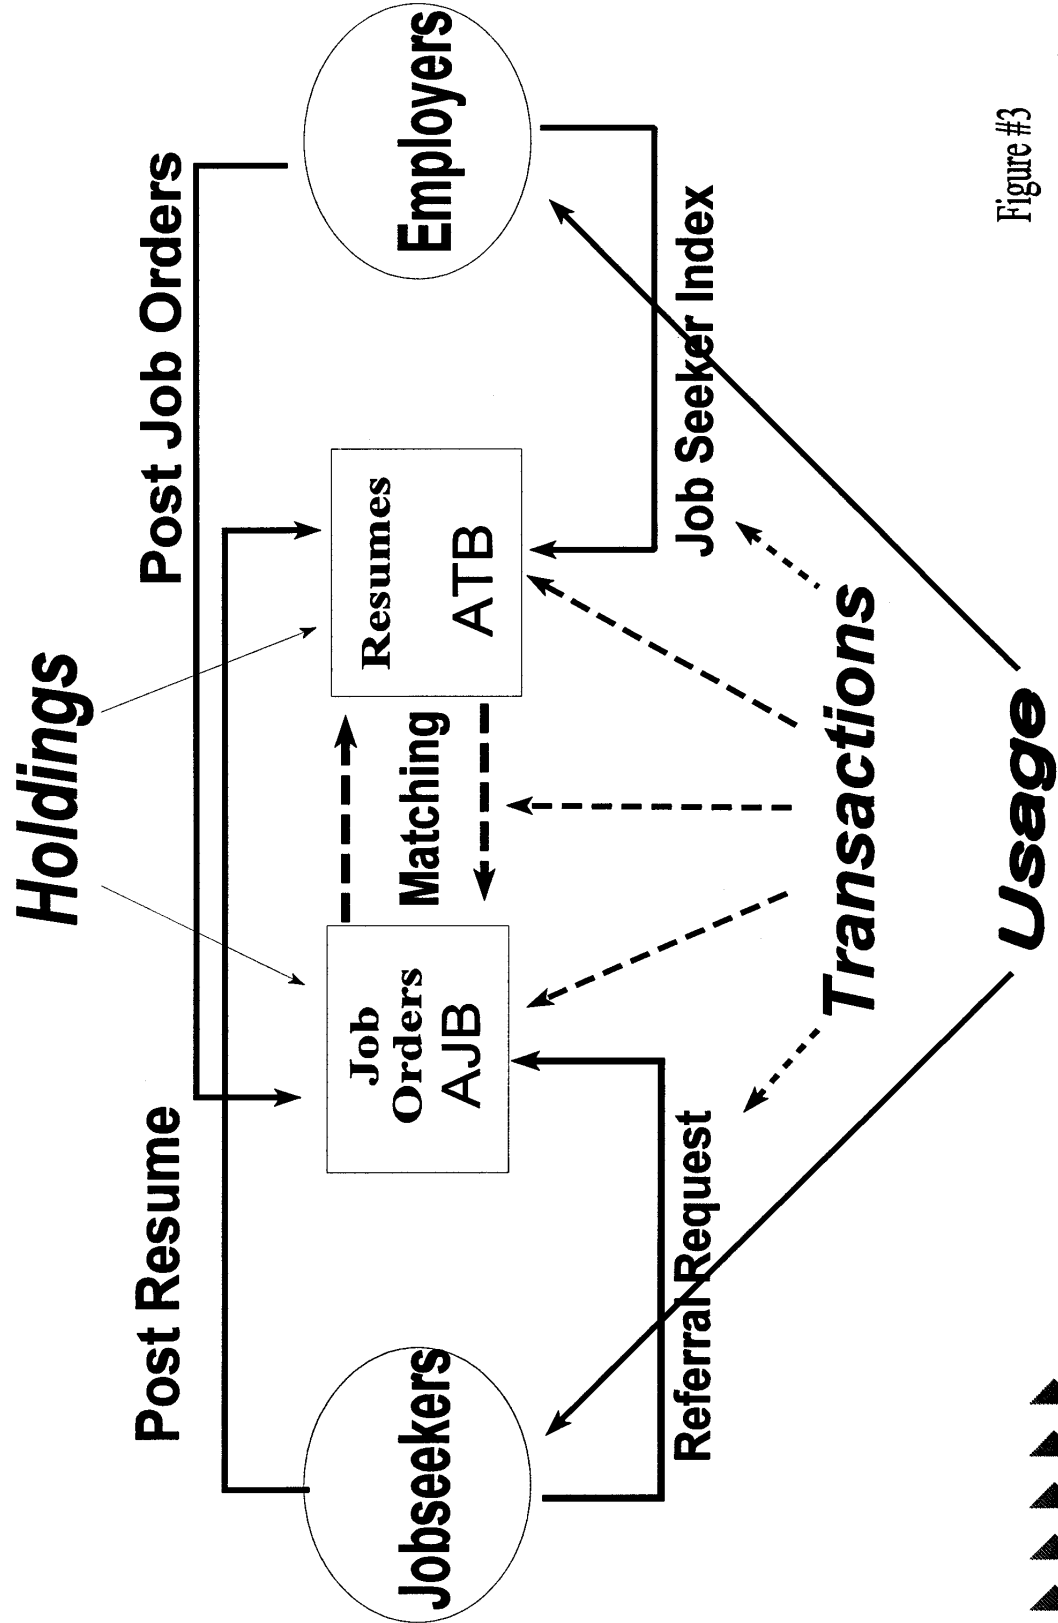 Holdings
Post Resume
Post Job Orders
Jobseekers
Job
Orders
AJB
Matching
Resumes
ATB
Employers
Referral Request
Job Seeker Index
Transactions
Usage
Figure #3